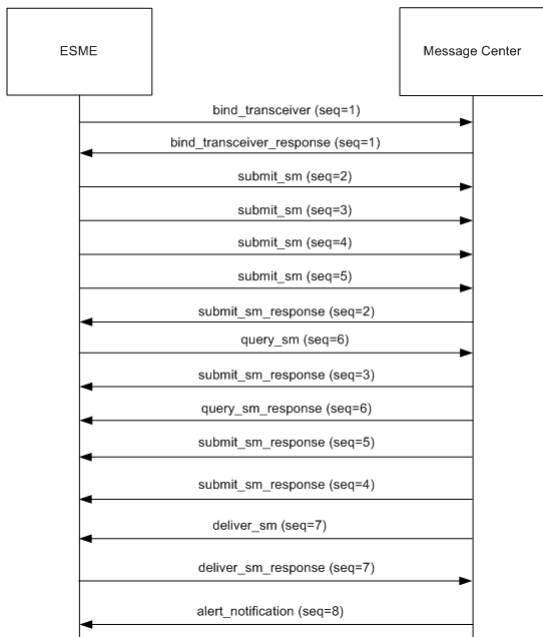 ESME
Message Center
bind_transceiver (seq=1)
bind_transceiver_response (seq=1)
submit_sm (seq=2)
submit_sm (seq=3)
submit_sm (seq=4)
submit_sm (seq=5)
submit_sm_response (seq=2)
query_sm (seq=6)
submit_sm_response (seq=3)
query_sm_response (seq=6)
submit_sm_response (seq=5)
submit_sm_response (seq=4)
deliver_sm (seq=7)
deliver_sm_response (seq=7)
alert_notification (seq=8)